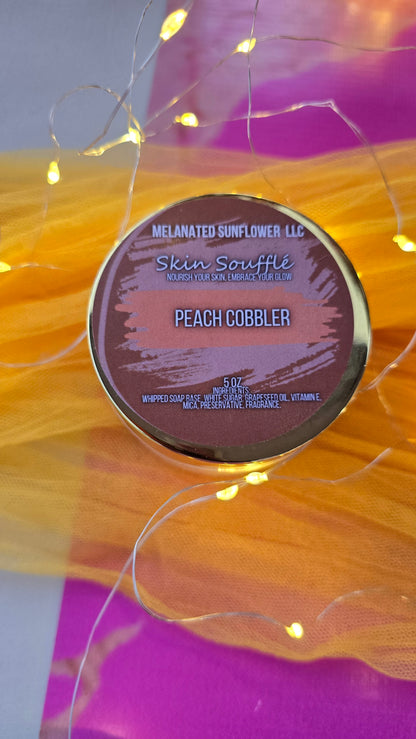 MELANATED SUNFLOWER LLC
Skin Soufflé
NOURISH YOUR SKIN, EMBRACE YOUR GLOW
PEACH COBBLER
5 OZ
INGREDIENTS:
WHIPPED SOAP BASE, WHITE SUGAR, GRAPESEED OIL, VITAMIN E,
MICA, PRESERVATIVE, FRAGRANCE.